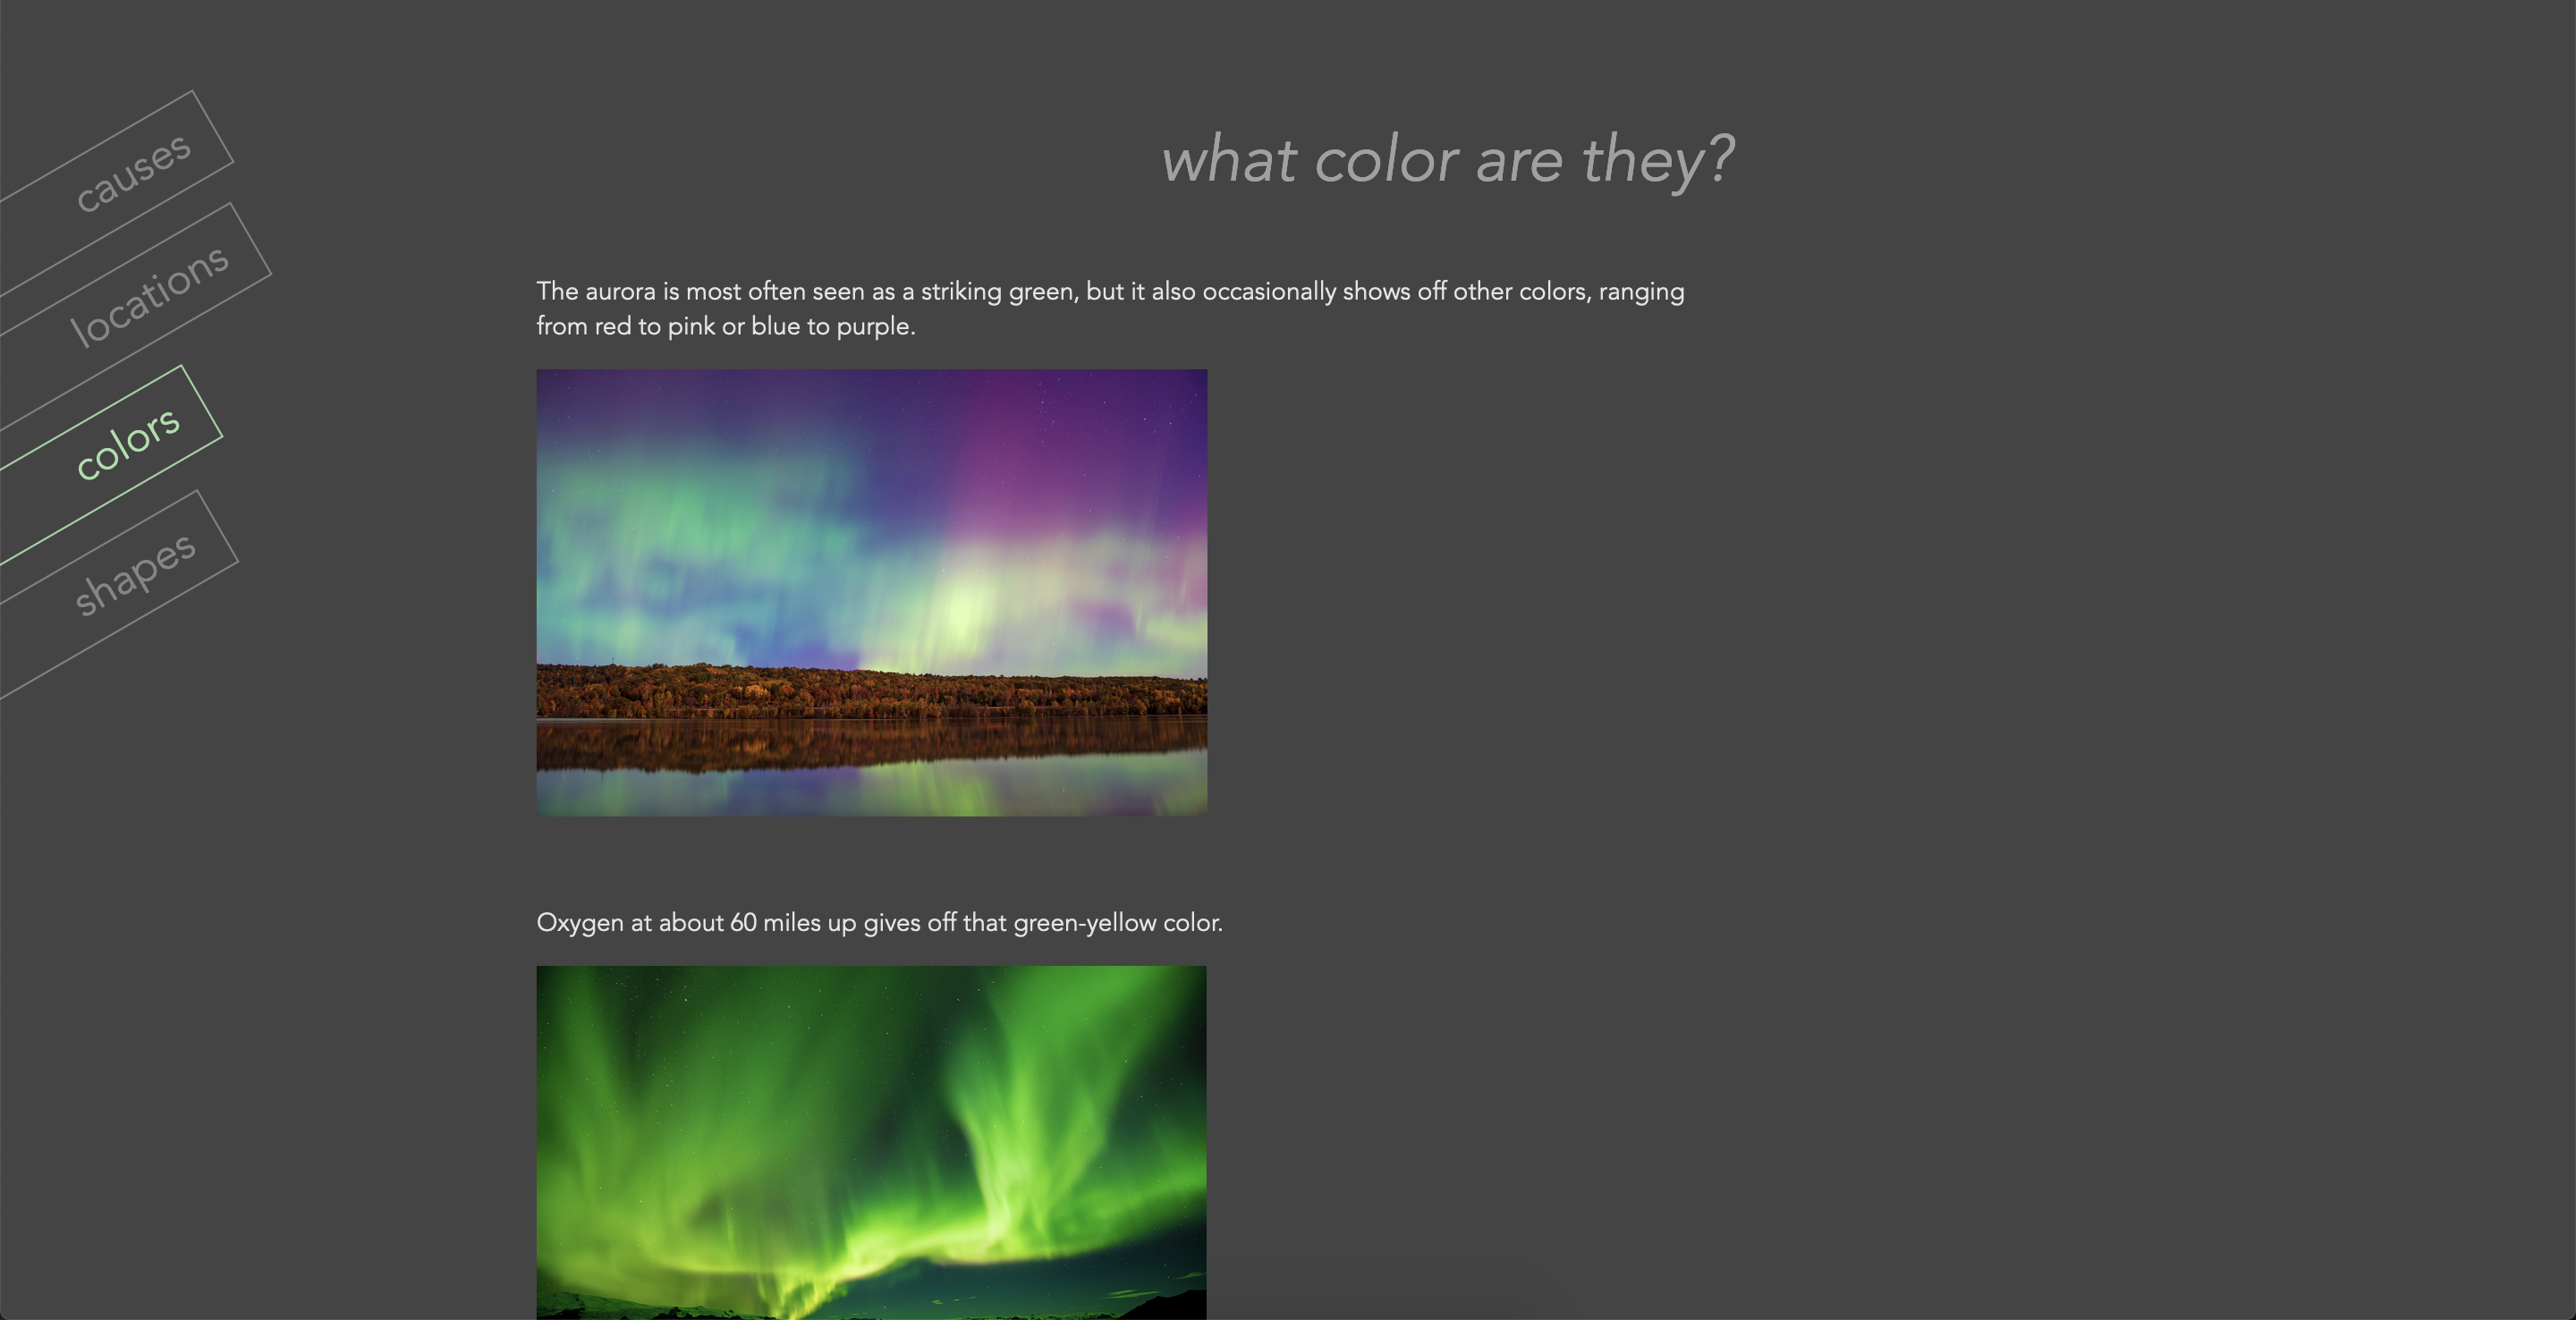 causes
locations
colors
shapes
what color are they?
The aurora is most often seen as a striking green, but it also occasionally shows off other colors, ranging
from red to pink or blue to purple.
Oxygen at about 60 miles up gives off that green-yellow color.